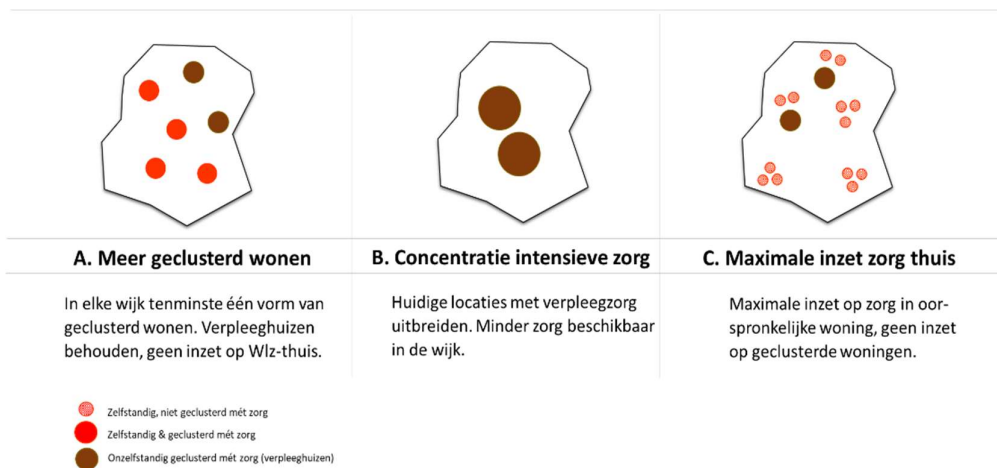 A. Meer geclusterd wonen
B. Concentratie intensieve zorg
C. Maximale inzet zorg thuis
In elke wijk tenminste één vorm van
geclusterd wonen. Verpleeghuizen
behouden, geen inzet op Wlz-thuis.
Huidige locaties met verpleegzorg
uitbreiden. Minder zorg beschikbaar
in de wijk.
Maximale inzet op zorg in oor-
spronkelijke woning, geen inzet
op geclusterde woningen.
Zelfstandig, niet geclusterd mét zorg
Zelfstandig & geclusterd mét zorg
Onzelfstandig geclusterd mét zorg (verpleeghuizen)